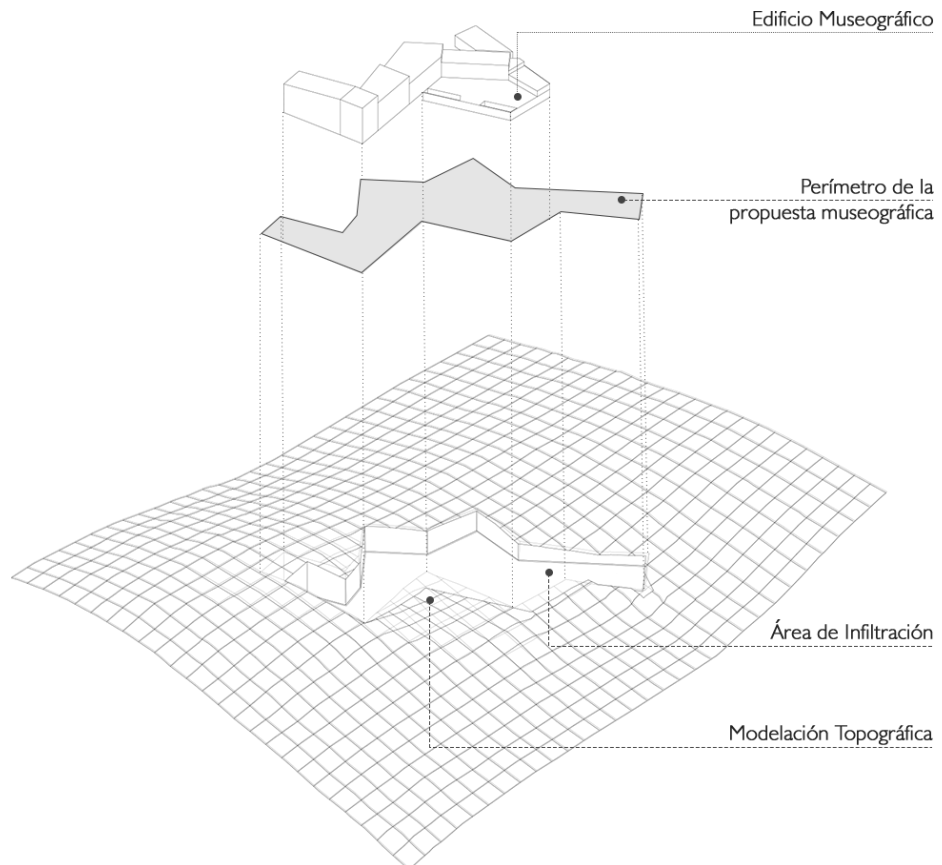 Edificio Museográfico
Perímetro de la
propuesta museográfica
Área de Infiltración
Modelación Topográfica